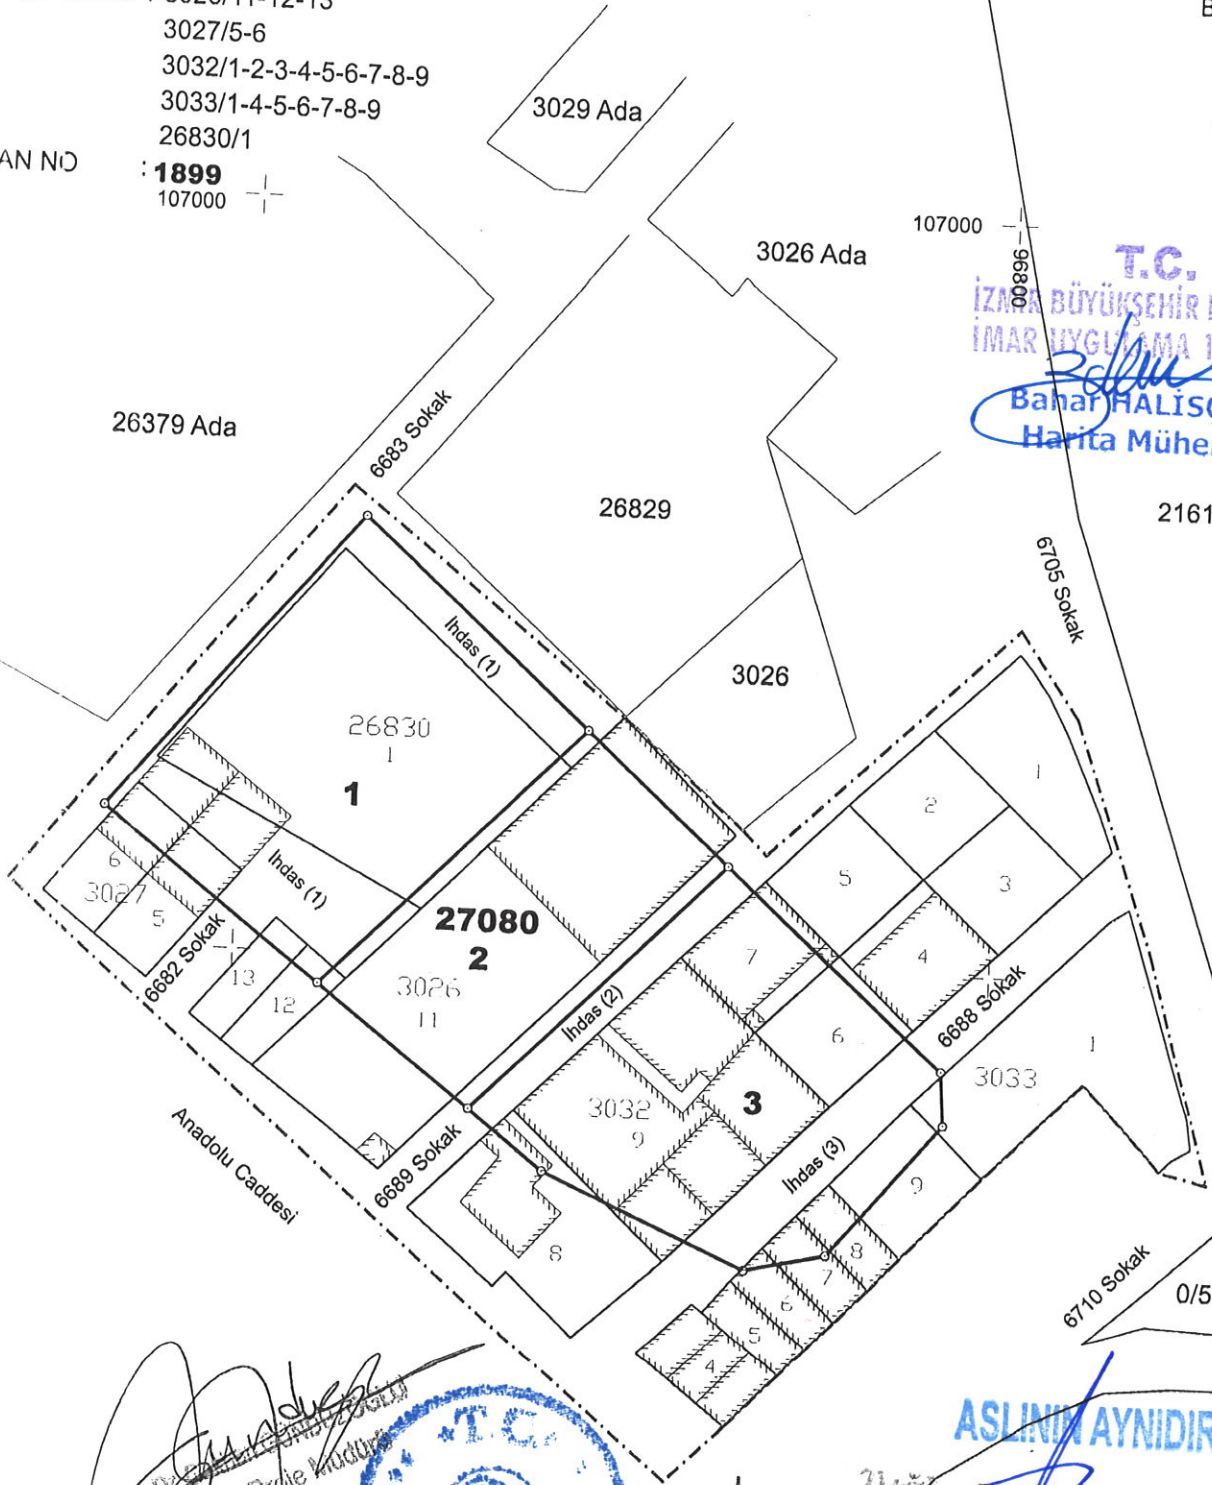 3027/5-6
3032/1-2-3-4-5-6-7-8-9
3033/1-4-5-6-7-8-9
26830/1
AN NO : 1899
107000
3029 Ada
107000
3026 Ada
96800
T.C.
İZMİR BÜYÜKŞEHİR
İMAR UYGULAMA
Bahar HALİSÇ
Harita Mühe
26379 Ada
6683 Sokak
26829
2161
6705 Sokak
İhdas (1)
3026
26830
1
1
2
1
6
3027
5
İhdas (1)
27080
2
5
3
4
7
6682 Sokak
13
12
3026
11
İhdas (2)
6
6688 Sokak
1
3033
3032
9
3
Anadolu Caddesi
6689 Sokak
İhdas (3)
9
8
8
7
6
5
4
6710 Sokak
0/5
T.C.
ASLININ AYNIDIR